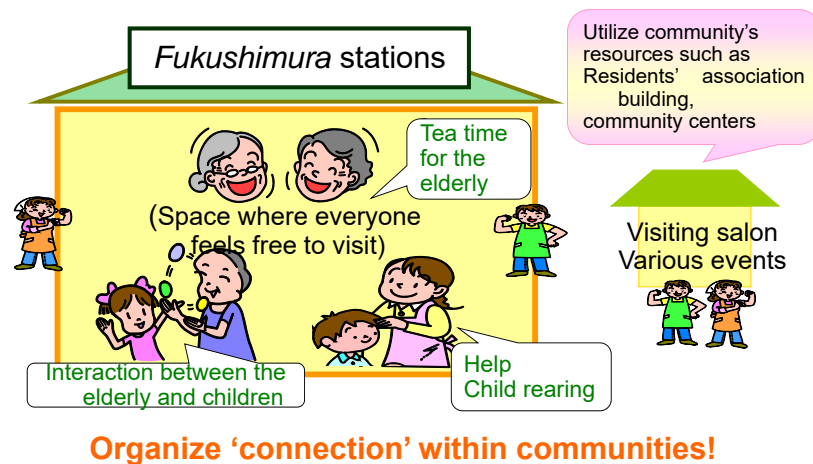 Fukushimura stations
Utilize community’s
resources such as
Residents’ association
building,
community centers
Tea time
for the
elderly
(Space where everyone
feels free to visit)
Visiting salon
Various events
Interaction between the
elderly and children
Help
Child rearing
Organize ‘connection’ within communities!